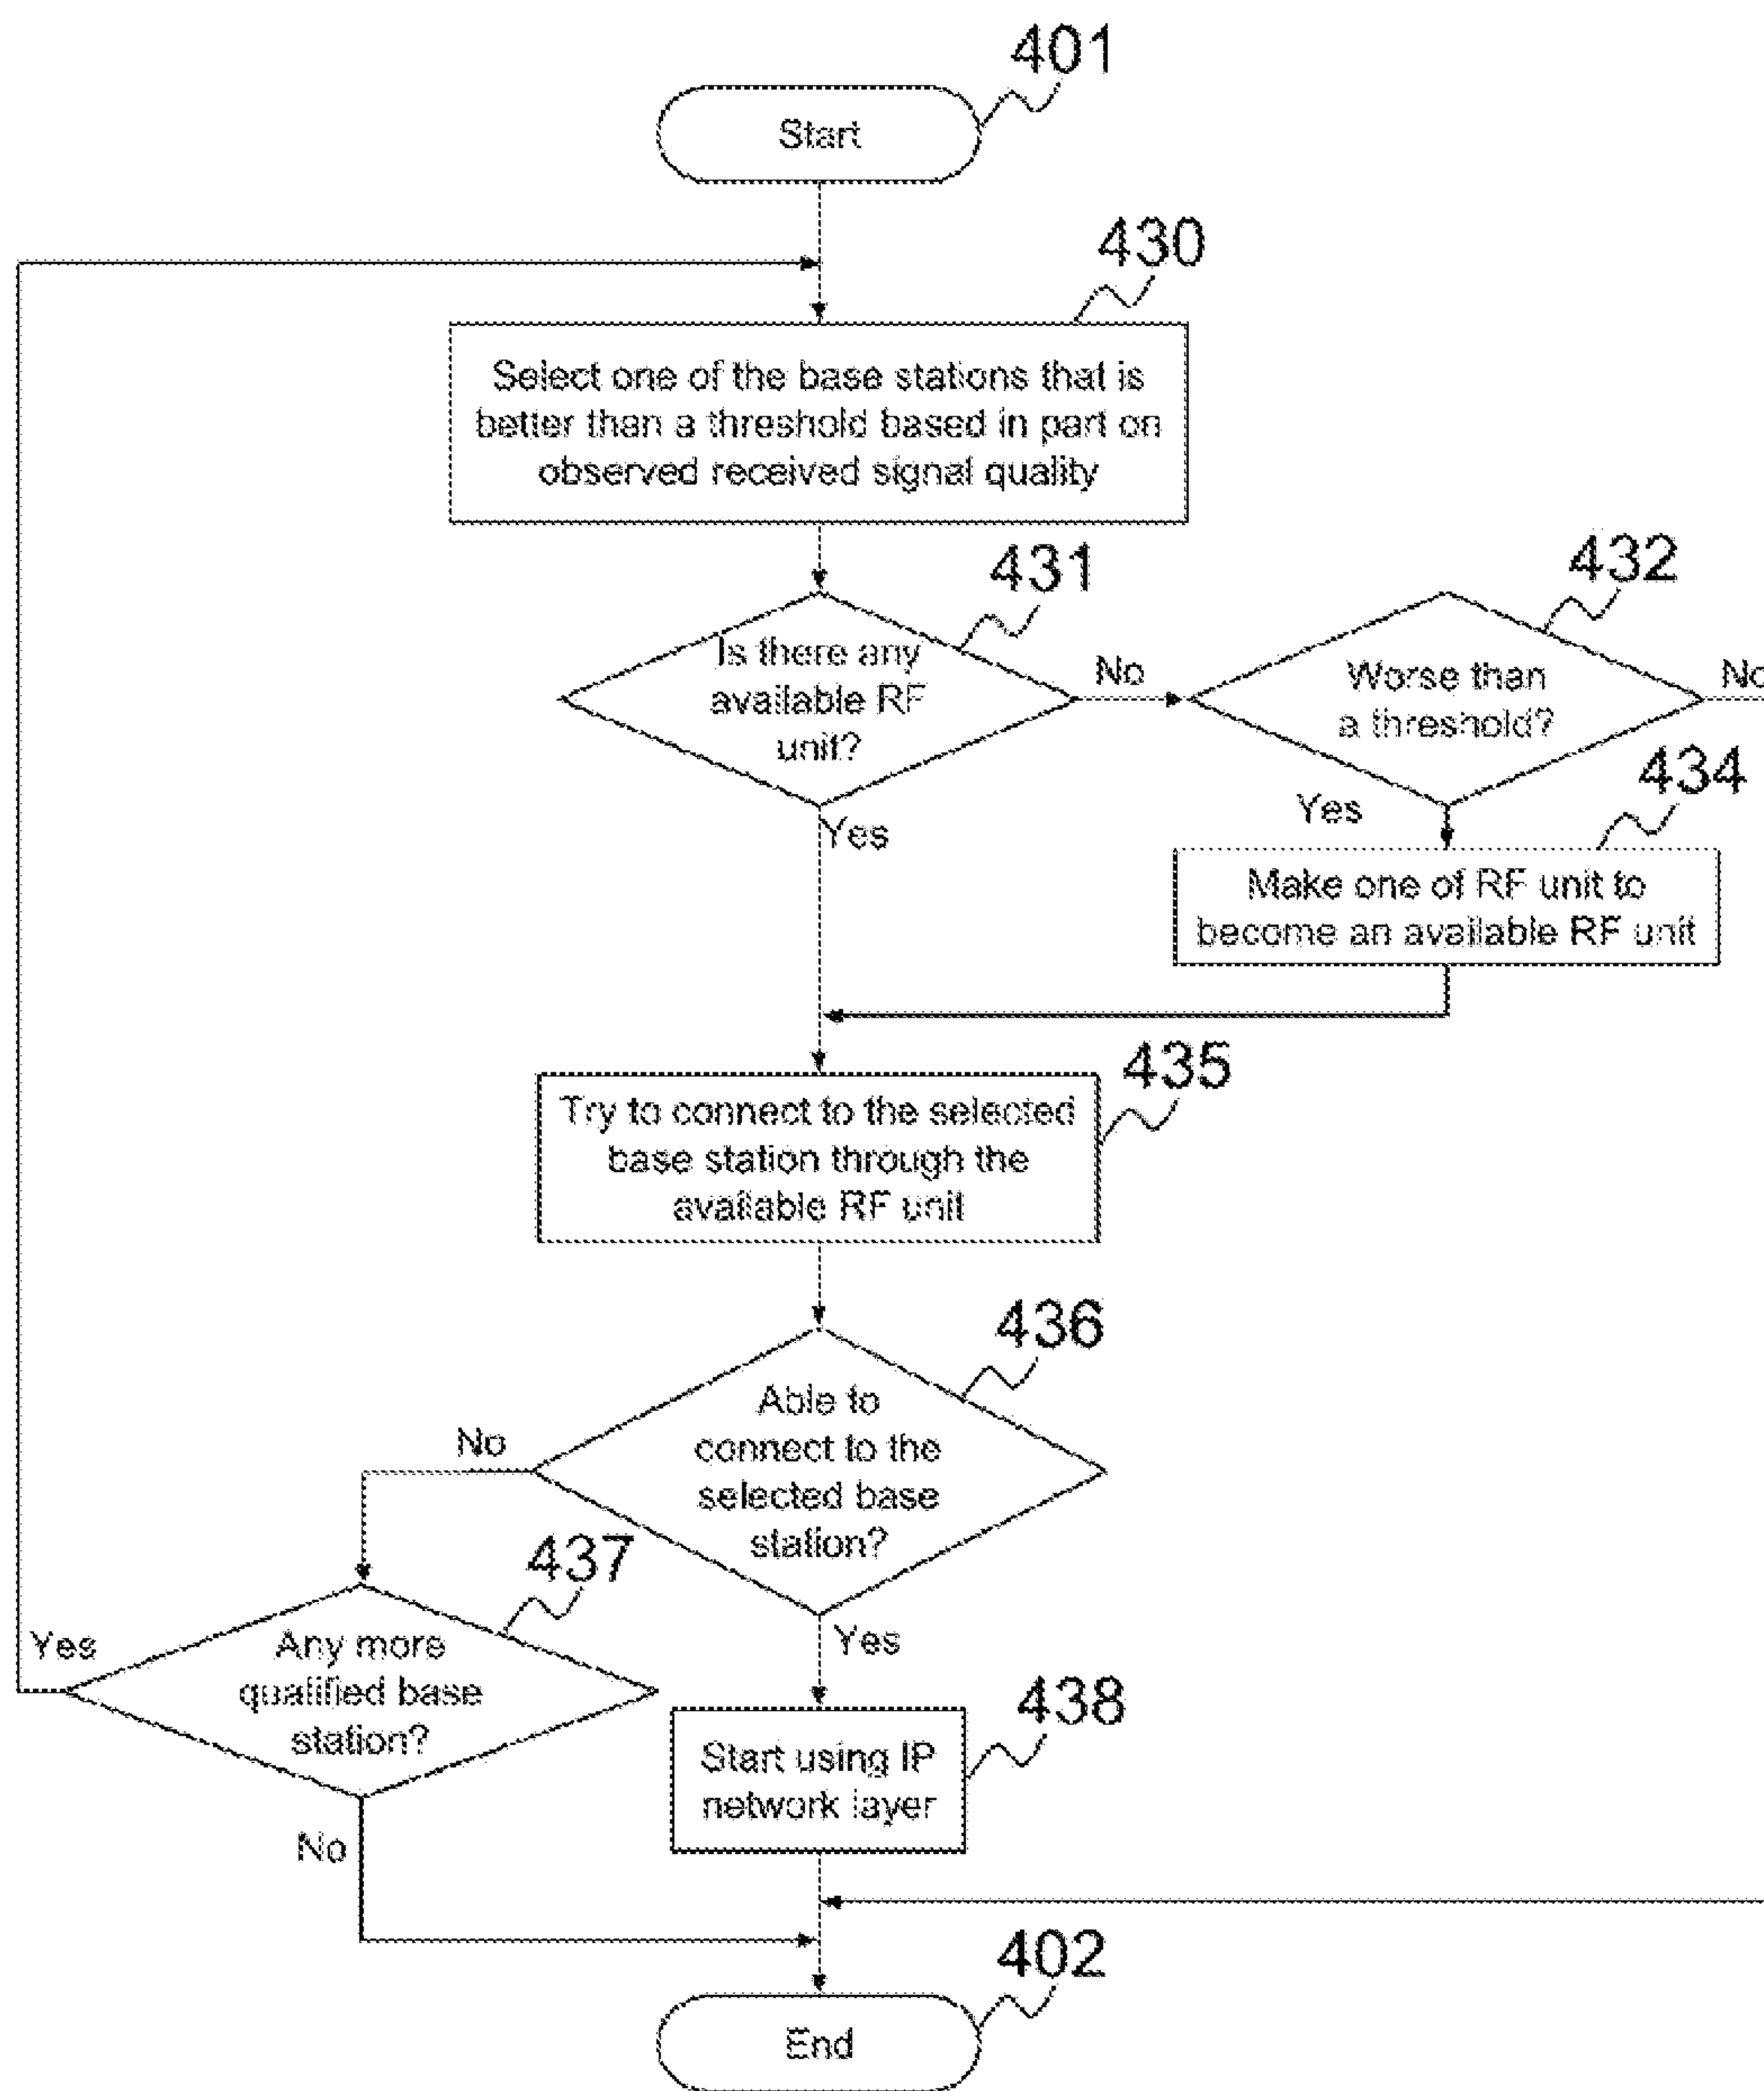 401
Start
430
Select one of the base stations that is
better than a threshold based in part on
observed received signal quality
431
Is there any
available RF
unit?
No
432
Worse than
a threshold?
No
Yes
Yes
434
Make one of RF unit to
become an available RF unit
435
Try to connect to the selected
base station through the
available RF unit
436
Able to
connect to the
selected base
station?
No
437
Yes
Any more
qualified base
station?
Yes
438
Start using IP
network layer
No
402
End